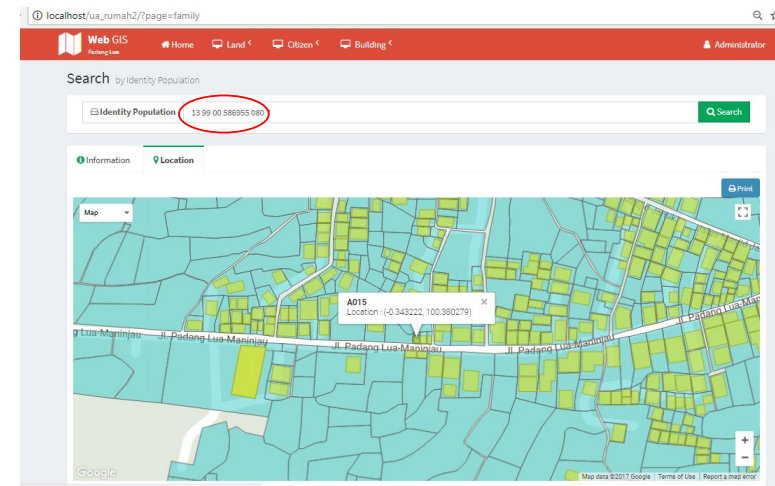 localhost/ua_rumah2/?page=family
Web GIS
Padang Lua
Home
Land
Citizen
Building
Administrator
Search by Identity Population
Identity Population
13 99 00 586955 080
Search
Information
Location
Print
Map
A015
Location : (-0.343222, 100.380279)
g Lua-Maninjau
Jl. Padang Lua-Maninjau
Jl. Padang Lua-Maninjau
Jl. Padang Lua-Maninjau
Jl. Padang Lua-Man
Google
Map data ©2017 Google
Terms of Use
Report a map error